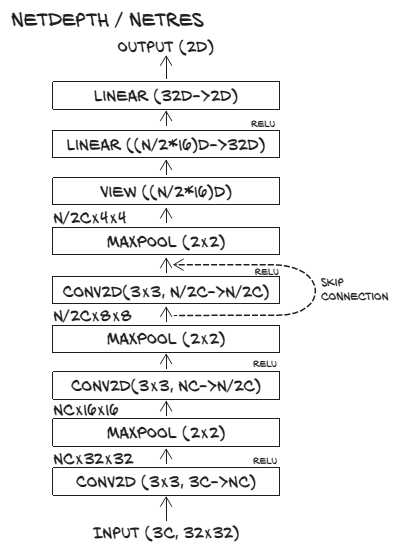 NETDEPTH / NETRES
OUTPUT (2D)
LINEAR (32D->2D)
RELU
LINEAR ((N/2*16)D->32D)
VIEW ((N/2*16)D)
N/2Cx4x4
MAXPOOL (2x2)
RELU
CONV2D(3x3, N/2C->N/2C)
SKIP
CONNECTION
N/2Cx8x8
MAXPOOL (2x2)
RELU
CONV2D(3x3, NC->N/2C)
NCx16x16
MAXPOOL (2x2)
NCx32x32
RELU
CONV2D (3x3, 3C->NC)
INPUT (3C, 32x32)